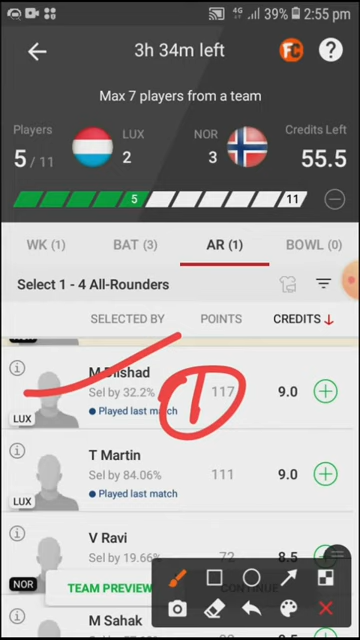 4G 39% 2:55 pm
3h 34m left
FC ?
Max 7 players from a team
Players LUX NOR Credits Left
5 / 11 2 3 55.5
5 11
WK (1) BAT (3) AR (1) BOWL (0)
Select 1 - 4 All-Rounders
SELECTED BY POINTS CREDITS ↓
M Dilshad
Sel by 32.2% 117 9.0
Played last match
LUX
T Martin
Sel by 84.06% 111 9.0
Played last match
LUX
V Ravi
Sel by 19.66% 72 8.5
NOR
TEAM PREVIEW CONTINUE
M Sahak